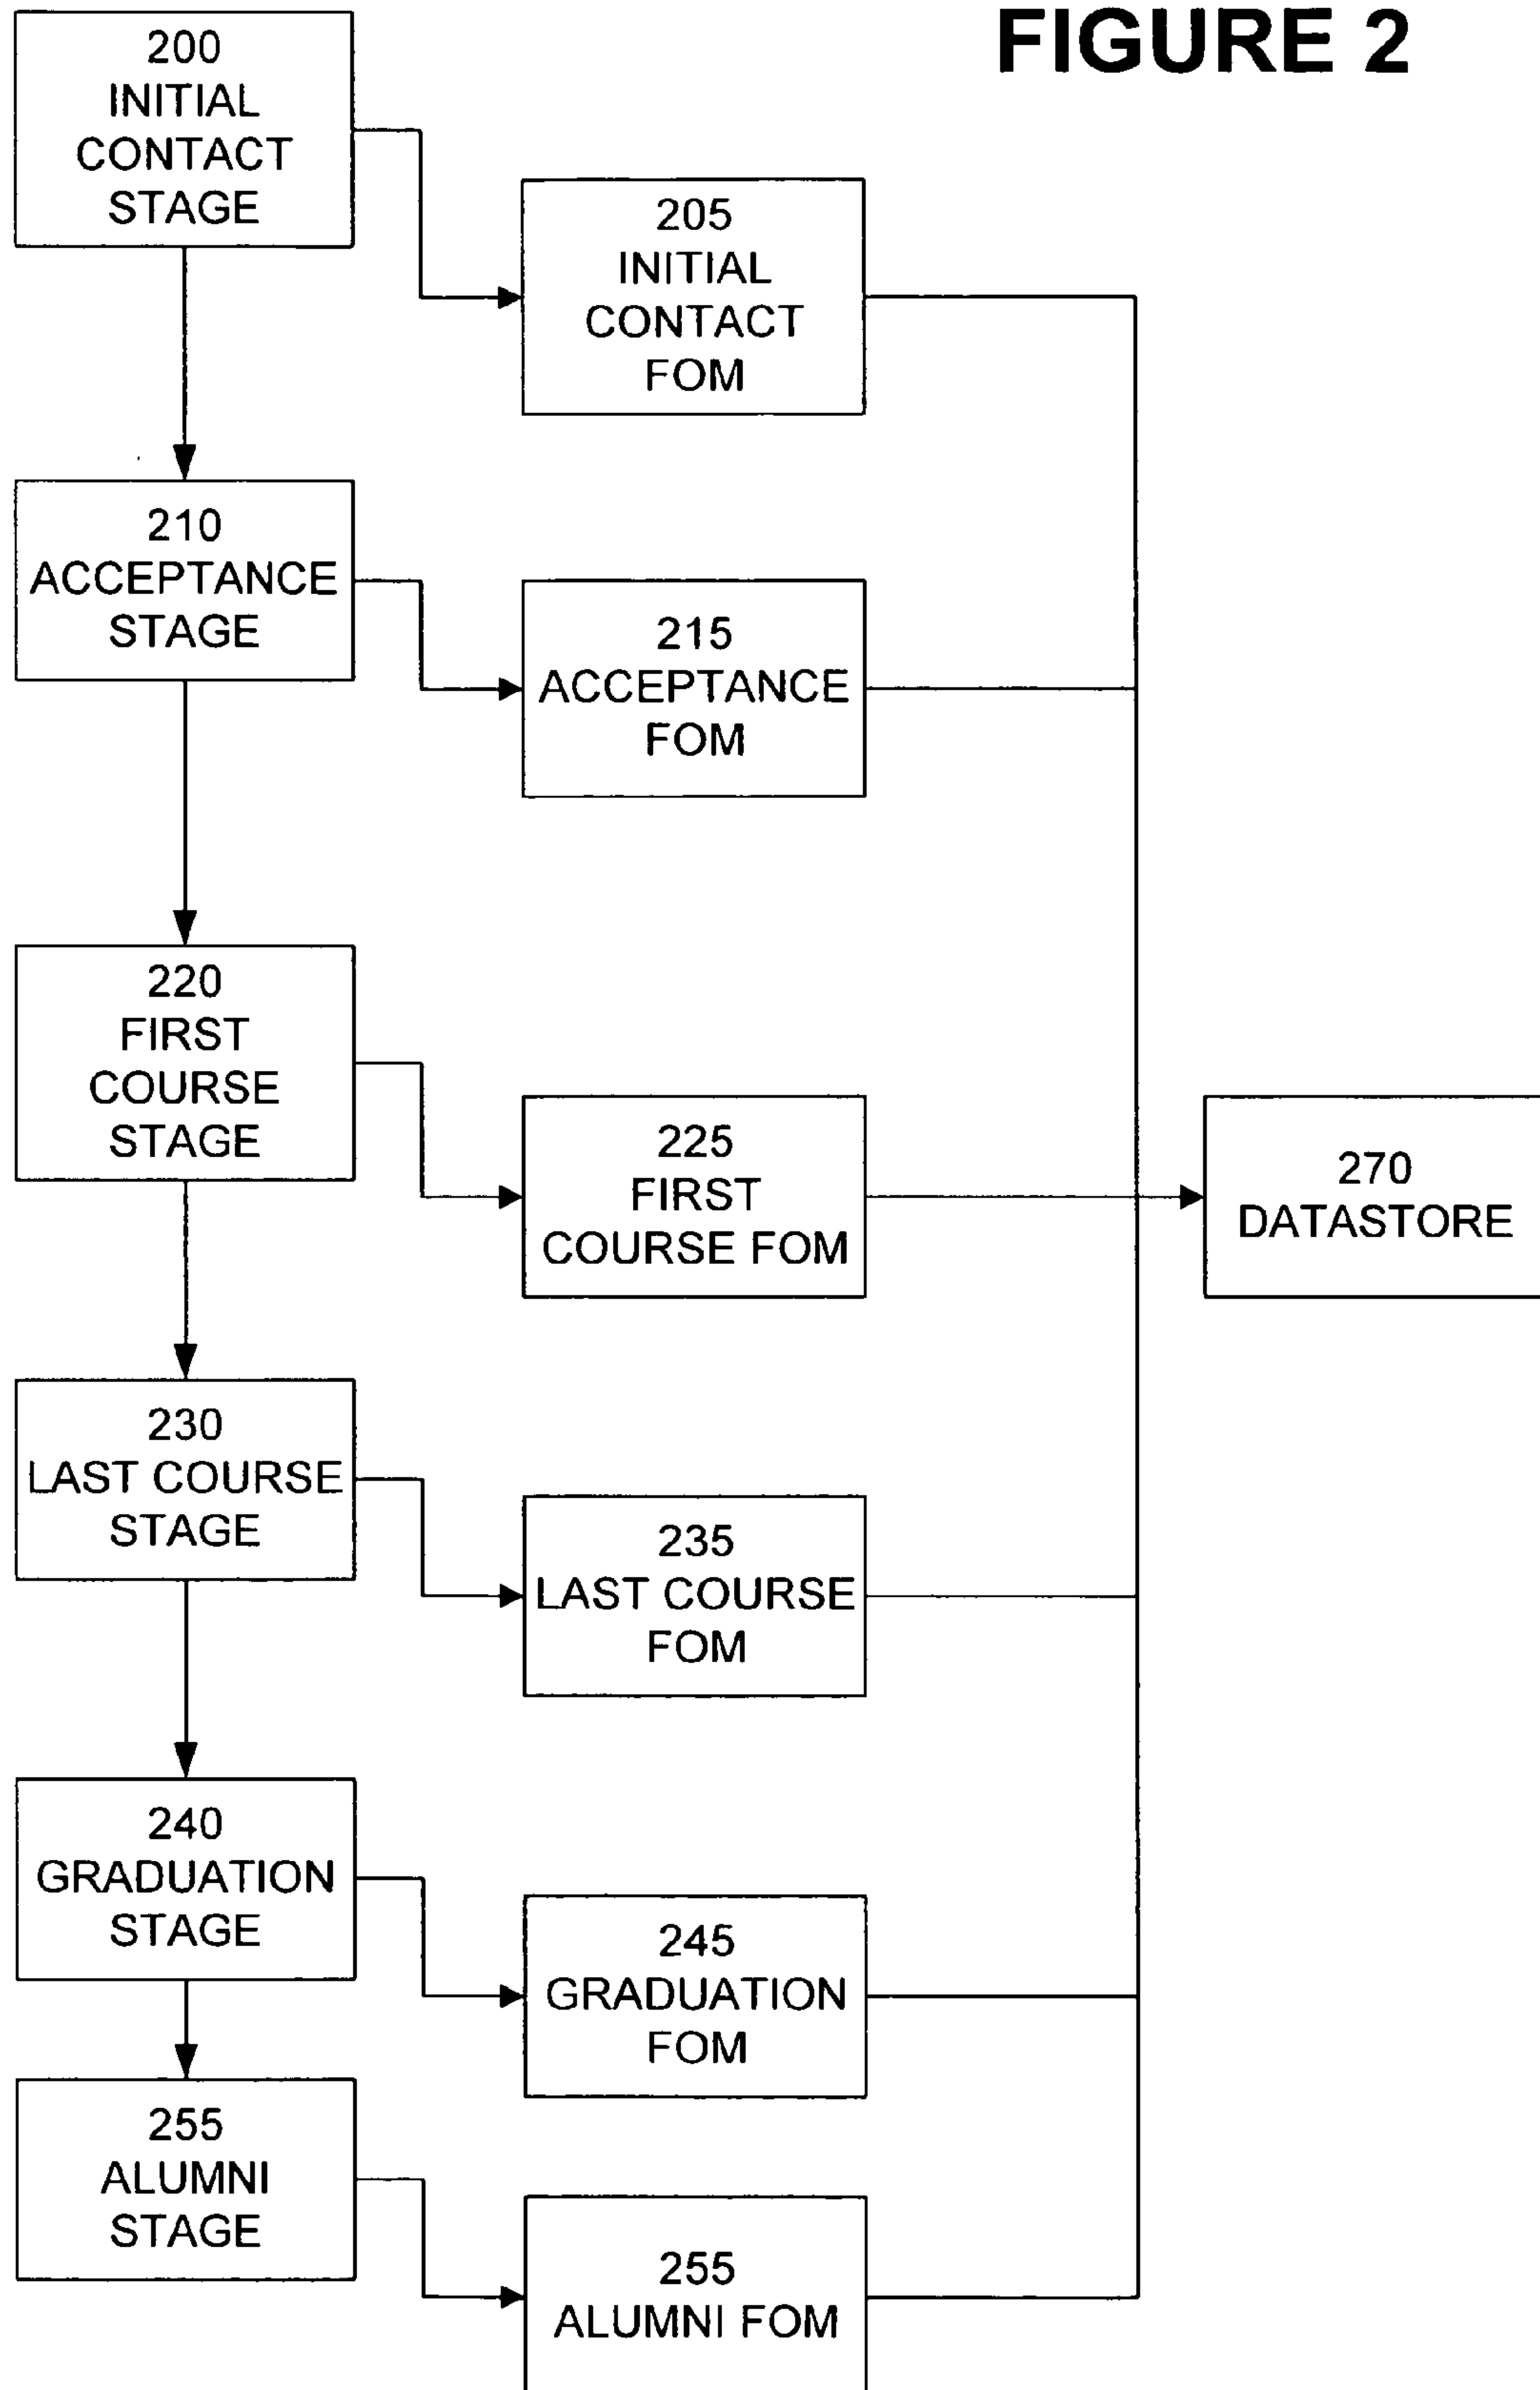 FIGURE 2
200
INITIAL
CONTACT
STAGE
205
INITIAL
CONTACT
FOM
210
ACCEPTANCE
STAGE
215
ACCEPTANCE
FOM
220
FIRST
COURSE
STAGE
225
FIRST
COURSE FOM
270
DATASTORE
230
LAST COURSE
STAGE
235
LAST COURSE
FOM
240
GRADUATION
STAGE
245
GRADUATION
FOM
255
ALUMNI
STAGE
255
ALUMNI FOM